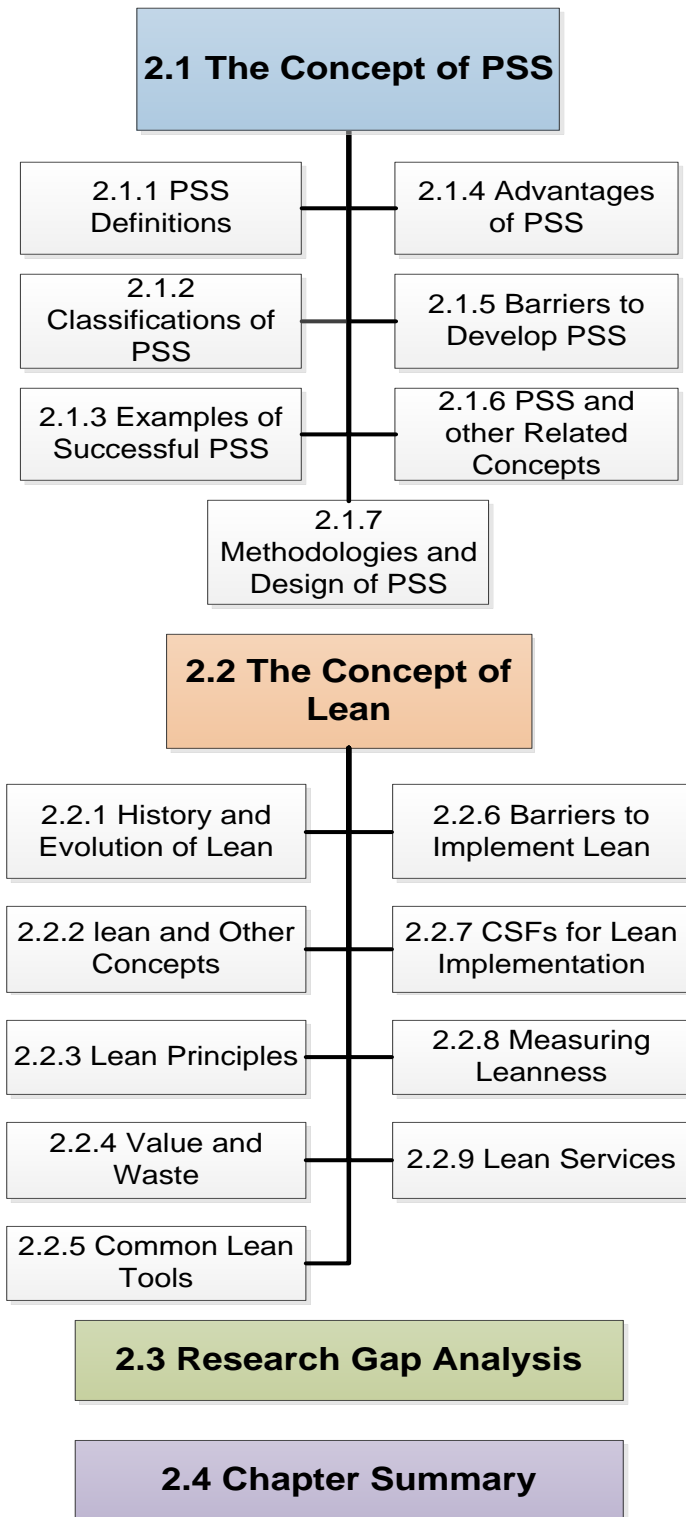 2.1 The Concept of PSS
2.1.1 PSS
Definitions
2.1.4 Advantages
of PSS
2.1.2
Classifications of
PSS
2.1.5 Barriers to
Develop PSS
2.1.3 Examples of
Successful PSS
2.1.6 PSS and
other Related
Concepts
2.1.7
Methodologies and
Design of PSS
2.2 The Concept of
Lean
2.2.1 History and
Evolution of Lean
2.2.6 Barriers to
Implement Lean
2.2.2 lean and Other
Concepts
2.2.7 CSFs for Lean
Implementation
2.2.3 Lean Principles
2.2.8 Measuring
Leanness
2.2.4 Value and
Waste
2.2.9 Lean Services
2.2.5 Common Lean
Tools
2.3 Research Gap Analysis
2.4 Chapter Summary